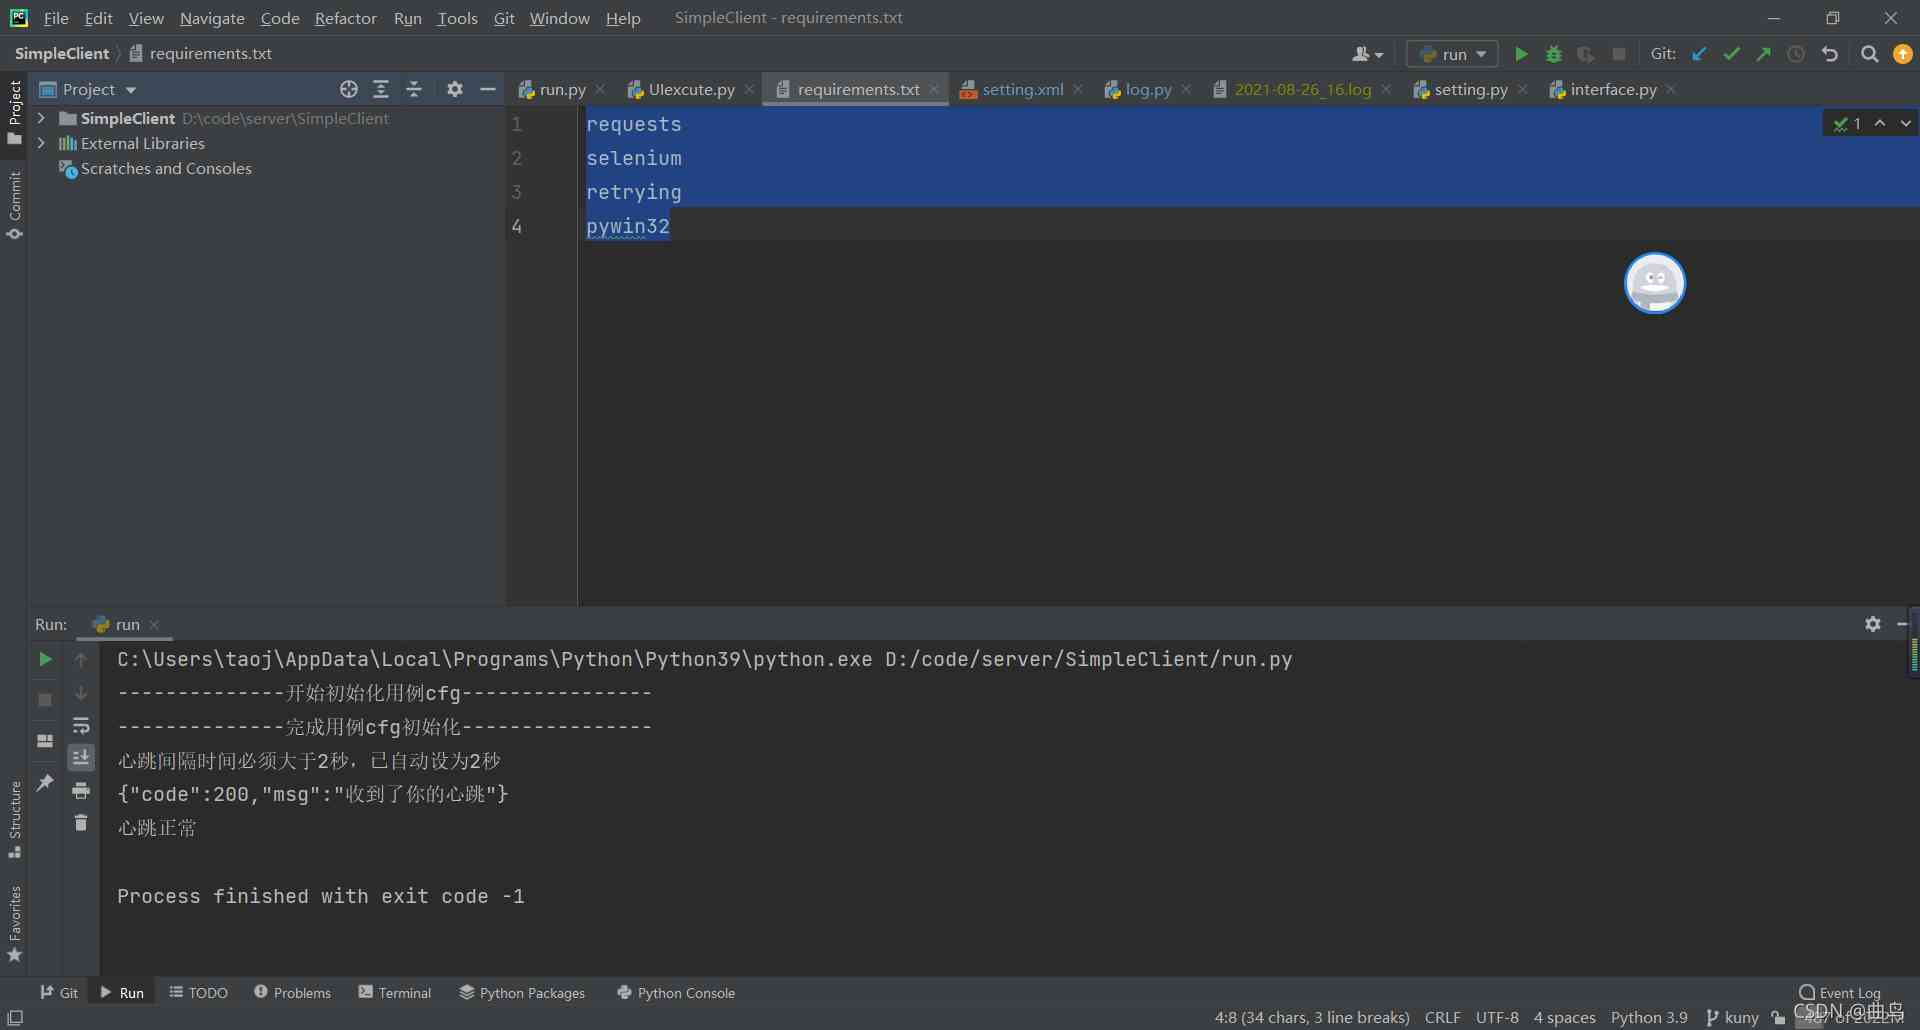 File Edit View Navigate Code Refactor Run Tools Git Window Help SimpleClient - requirements.txt
SimpleClient requirements.txt run Git:
Project
run.py UIexcute.py requirements.txt setting.xml log.py 2021-08-26_16.log setting.py interface.py
SimpleClient D:\code\server\SimpleClient
External Libraries
Scratches and Consoles
Project
Commit
Structure
Favorites
1 requests
2 selenium
3 retrying
4 pywin32
1
Run: run
C:\Users\taoj\AppData\Local\Programs\Python\Python39\python.exe D:/code/server/SimpleClient/run.py
--------------开始初始化用例cfg----------------
--------------完成用例cfg初始化----------------
心跳间隔时间必须大于2秒，已自动设为2秒
{"code":200,"msg":"收到了你的心跳"}
心跳正常
Process finished with exit code -1
Git Run TODO Problems Terminal Python Packages Python Console Event Log
4:8 (34 chars, 3 line breaks) CRLF UTF-8 4 spaces Python 3.9 kuny
CSDN @曲鸟